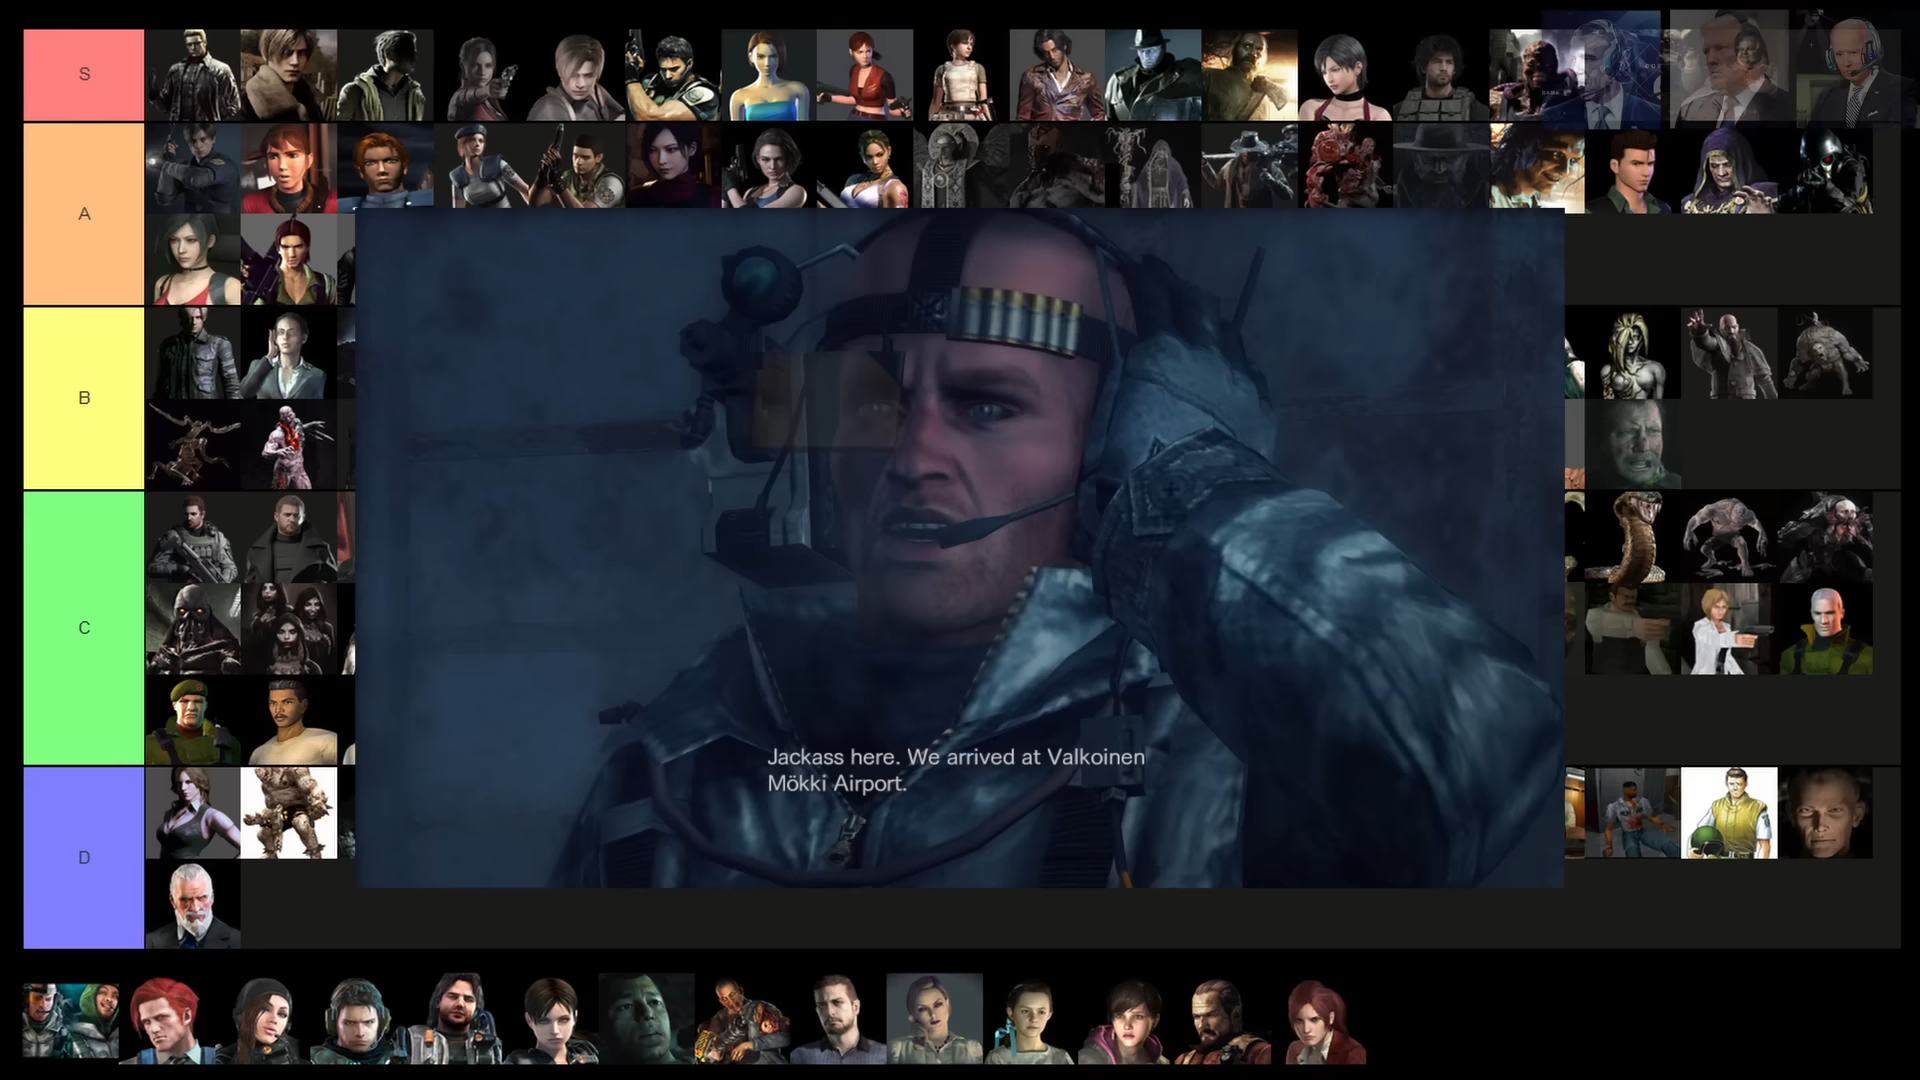 S
A
B
C
D
Jackass here. We arrived at Valkoinen
Mökki Airport.